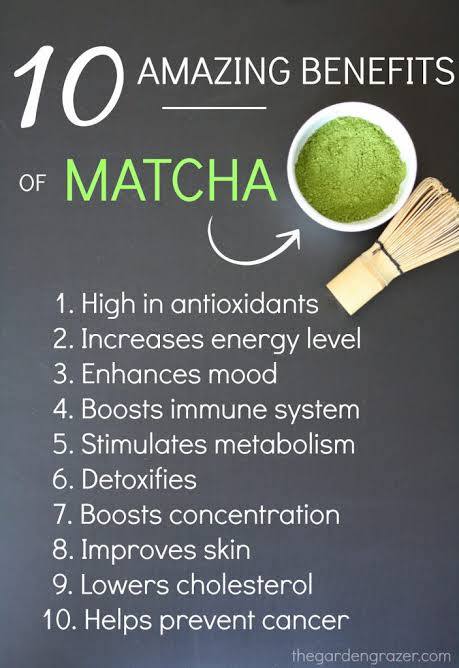 10 AMAZING BENEFITS
OF MATCHA
1. High in antioxidants
2. Increases energy level
3. Enhances mood
4. Boosts immune system
5. Stimulates metabolism
6. Detoxifies
7. Boosts concentration
8. Improves skin
9. Lowers cholesterol
10. Helps prevent cancer
thegardengrazer.com